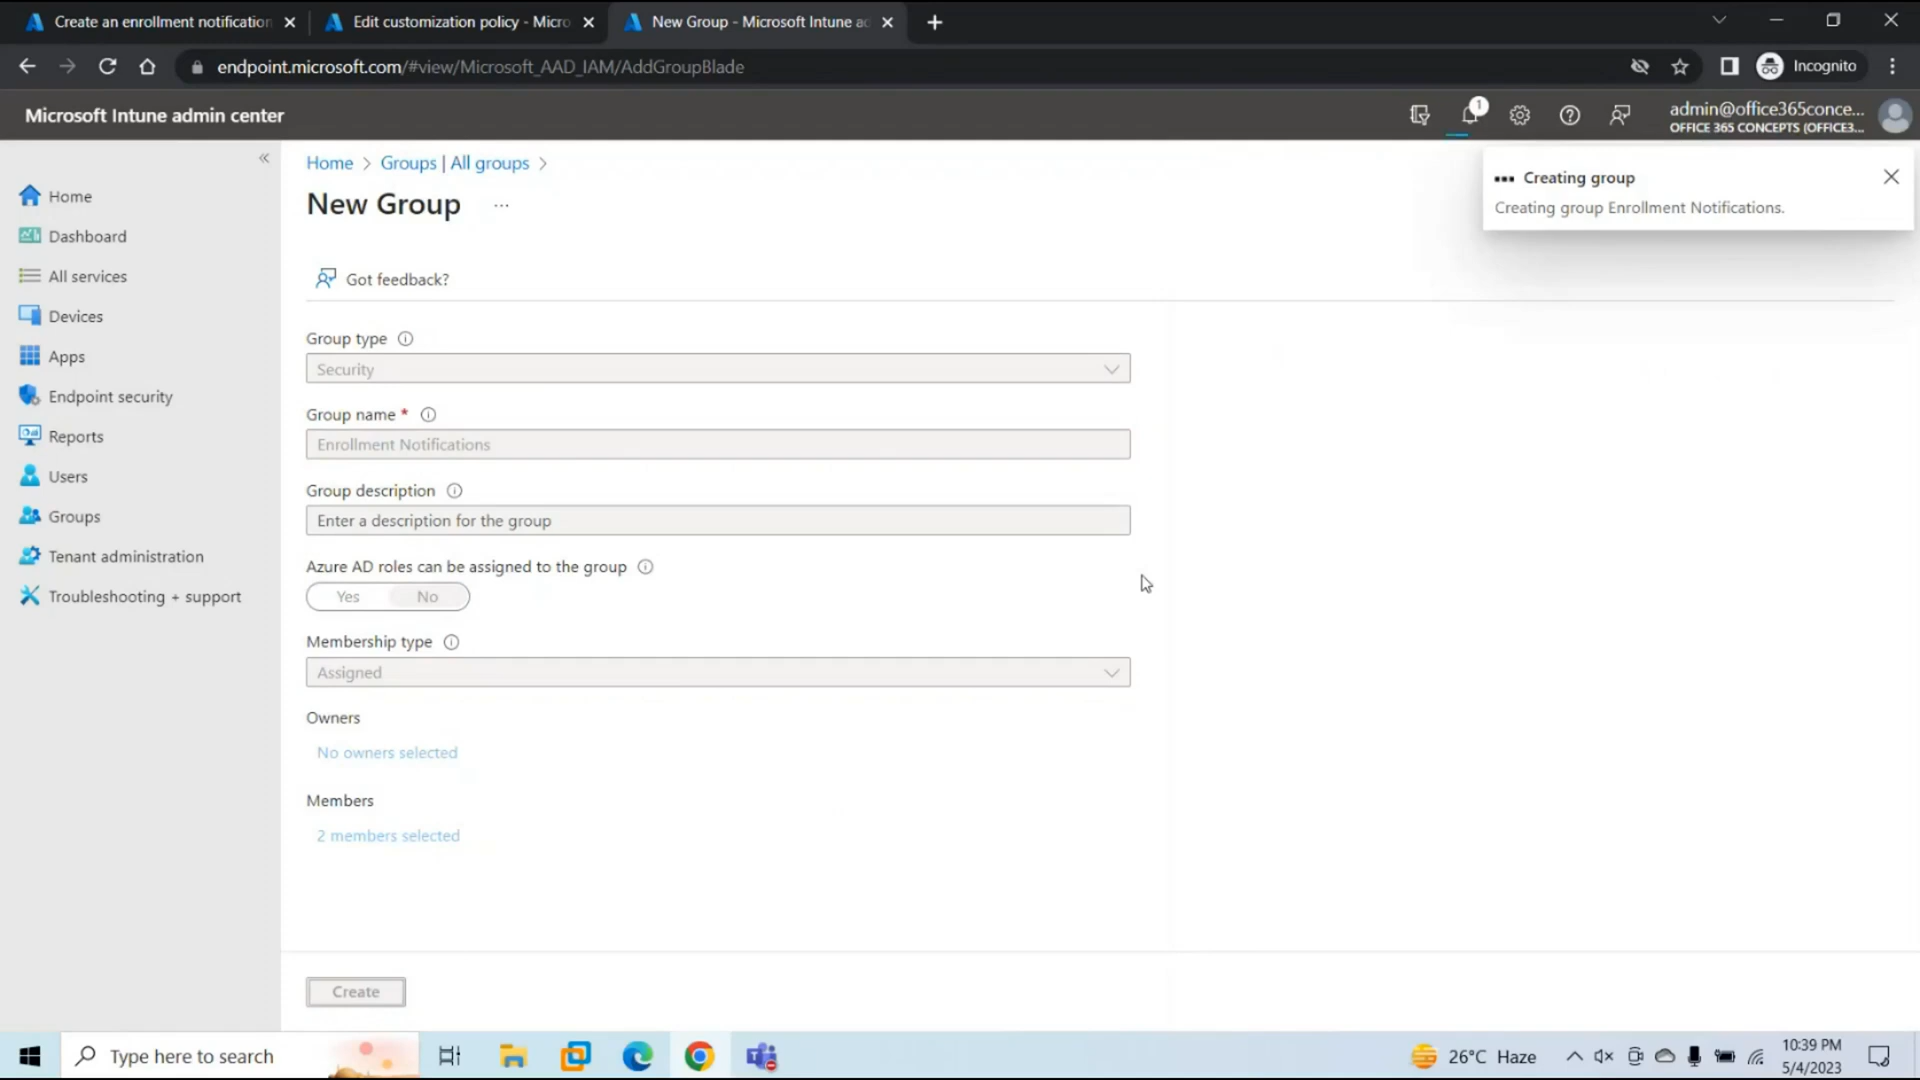 Create an enrollment notification
Edit customization policy - Micro
New Group - Microsoft Intune ad
endpoint.microsoft.com/#view/Microsoft_AAD_IAM/AddGroupBlade
Incognito
Microsoft Intune admin center
1
admin@office365conce...
OFFICE 365 CONCEPTS (OFFICE3...
Home > Groups | All groups >
New Group ...
Creating group
Creating group Enrollment Notifications.
Home
Dashboard
All services
Devices
Apps
Endpoint security
Reports
Users
Groups
Tenant administration
Troubleshooting + support
Got feedback?
Group type
Security
Group name *
Enrollment Notifications
Group description
Enter a description for the group
Azure AD roles can be assigned to the group
Yes No
Membership type
Assigned
Owners
No owners selected
Members
2 members selected
Create
Type here to search
26°C Haze
10:39 PM
5/4/2023